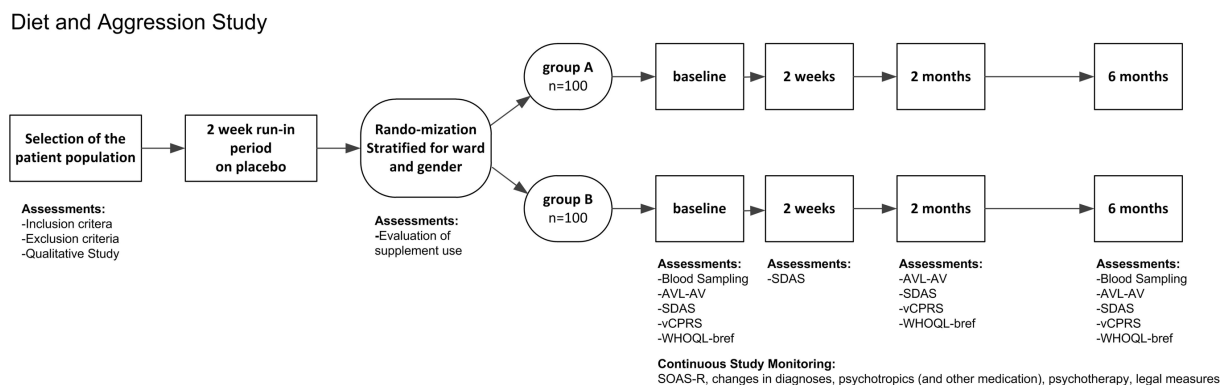 Diet and Aggression Study
Selection of the
patient population
Assessments:
-Inclusion critera
-Exclusion criteria
-Qualitative Study
2 week run-in
period
on placebo
Rando-mization
Stratified for ward
and gender
Assessments:
-Evaluation of
supplement use
group A
n=100
baseline
2 weeks
2 months
6 months
group B
n=100
baseline
2 weeks
2 months
6 months
Assessments:
-Blood Sampling
-AVL-AV
-SDAS
-vCPRS
-WHOQL-bref
Assessments:
-SDAS
Assessments:
-AVL-AV
-SDAS
-vCPRS
-WHOQL-bref
Assessments:
-Blood Sampling
-AVL-AV
-SDAS
-vCPRS
-WHOQL-bref
Continuous Study Monitoring:
SOAS-R, changes in diagnoses, psychotropics (and other medication), psychotherapy, legal measures